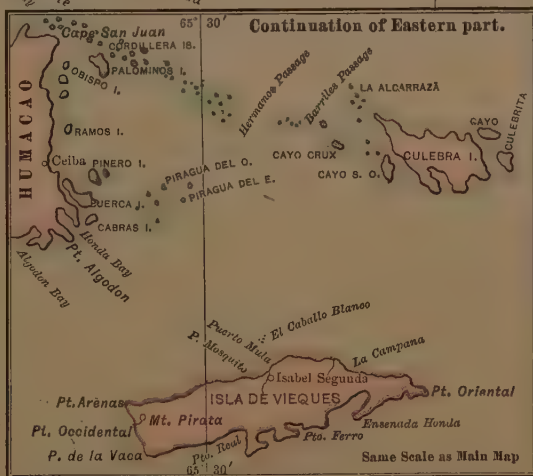 65° 30'
Continuation of Eastern part.
Cape San Juan
CORDILLERA IS.
PALOMINOS I.
OBISPO I.
Hermanos Passage
Barriles Passage
LA ALCARRAZA
HUMACAO
RAMOS I.
Ceiba
PINERO I.
CAYO CRUX
CULEBRA I.
CAYO
CULEBRITA
CAYO S. O.
PIRAGUA DEL O.
PIRAGUA DEL E.
PUERCA I.
CABRAS I.
Honda Bay
Pt. Algodon
Algodon Bay
El Caballo Blanco
Puerto Mula
P. Mosquito
La Campana
Isabel Segunda
ISLA DE VIEQUES
Pt. Oriental
Pt. Arenas
Mt. Pirata
Pt. Occidental
P. de la Vaca
Pto. Real
Pto. Ferro
Ensenada Honda
65° 30'
Same Scale as Main Map